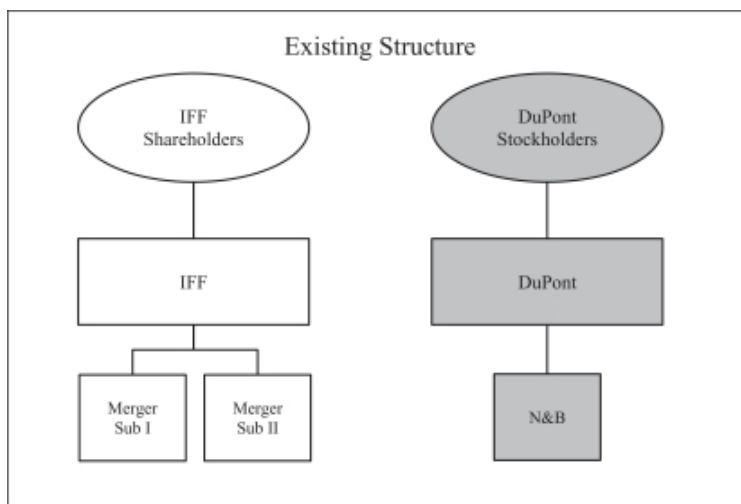 Existing Structure
IFF
Shareholders
DuPont
Stockholders
IFF
DuPont
Merger
Sub I
Merger
Sub II
N&B